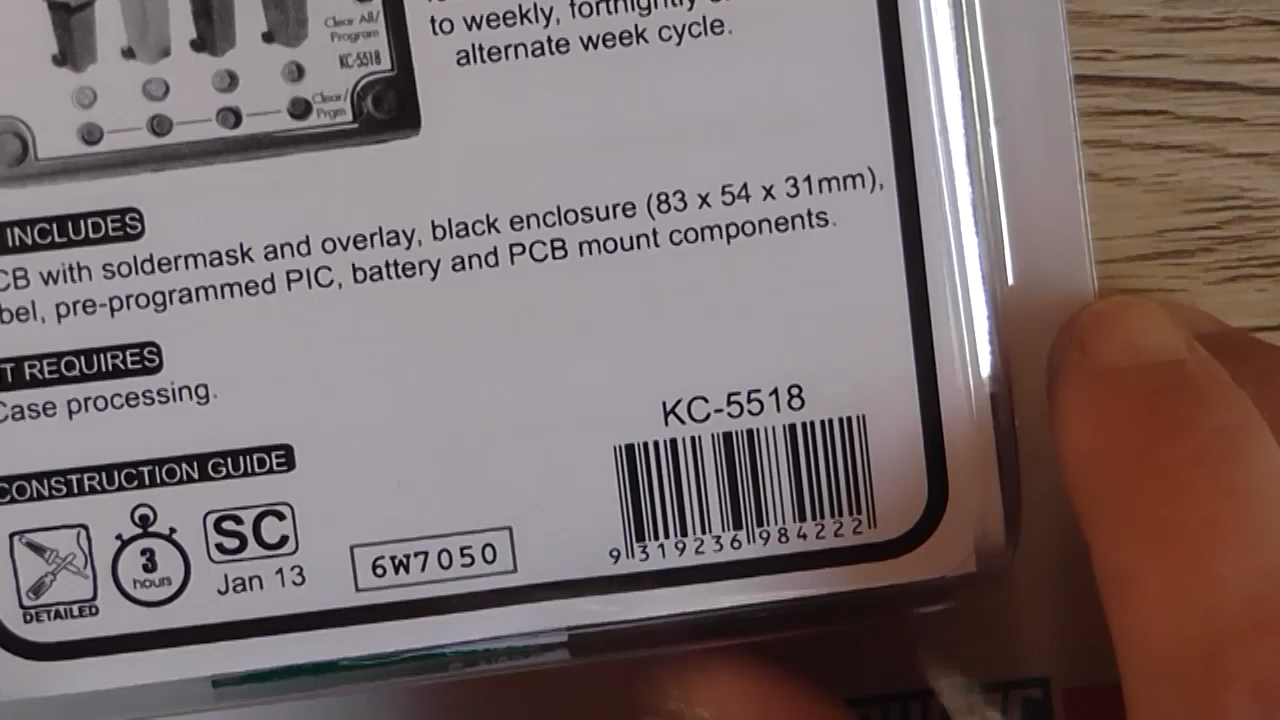 Clear All/
Program
KC-5518
Clear/
Prgm
to weekly, fortnightly
alternate week cycle.
INCLUDES
CB with soldermask and overlay, black enclosure (83 x 54 x 31mm),
bel, pre-programmed PIC, battery and PCB mount components.
T REQUIRES
Case processing.
CONSTRUCTION GUIDE
DETAILED
3
hours
SC
Jan 13
6W7050
KC-5518
9 319236 984222